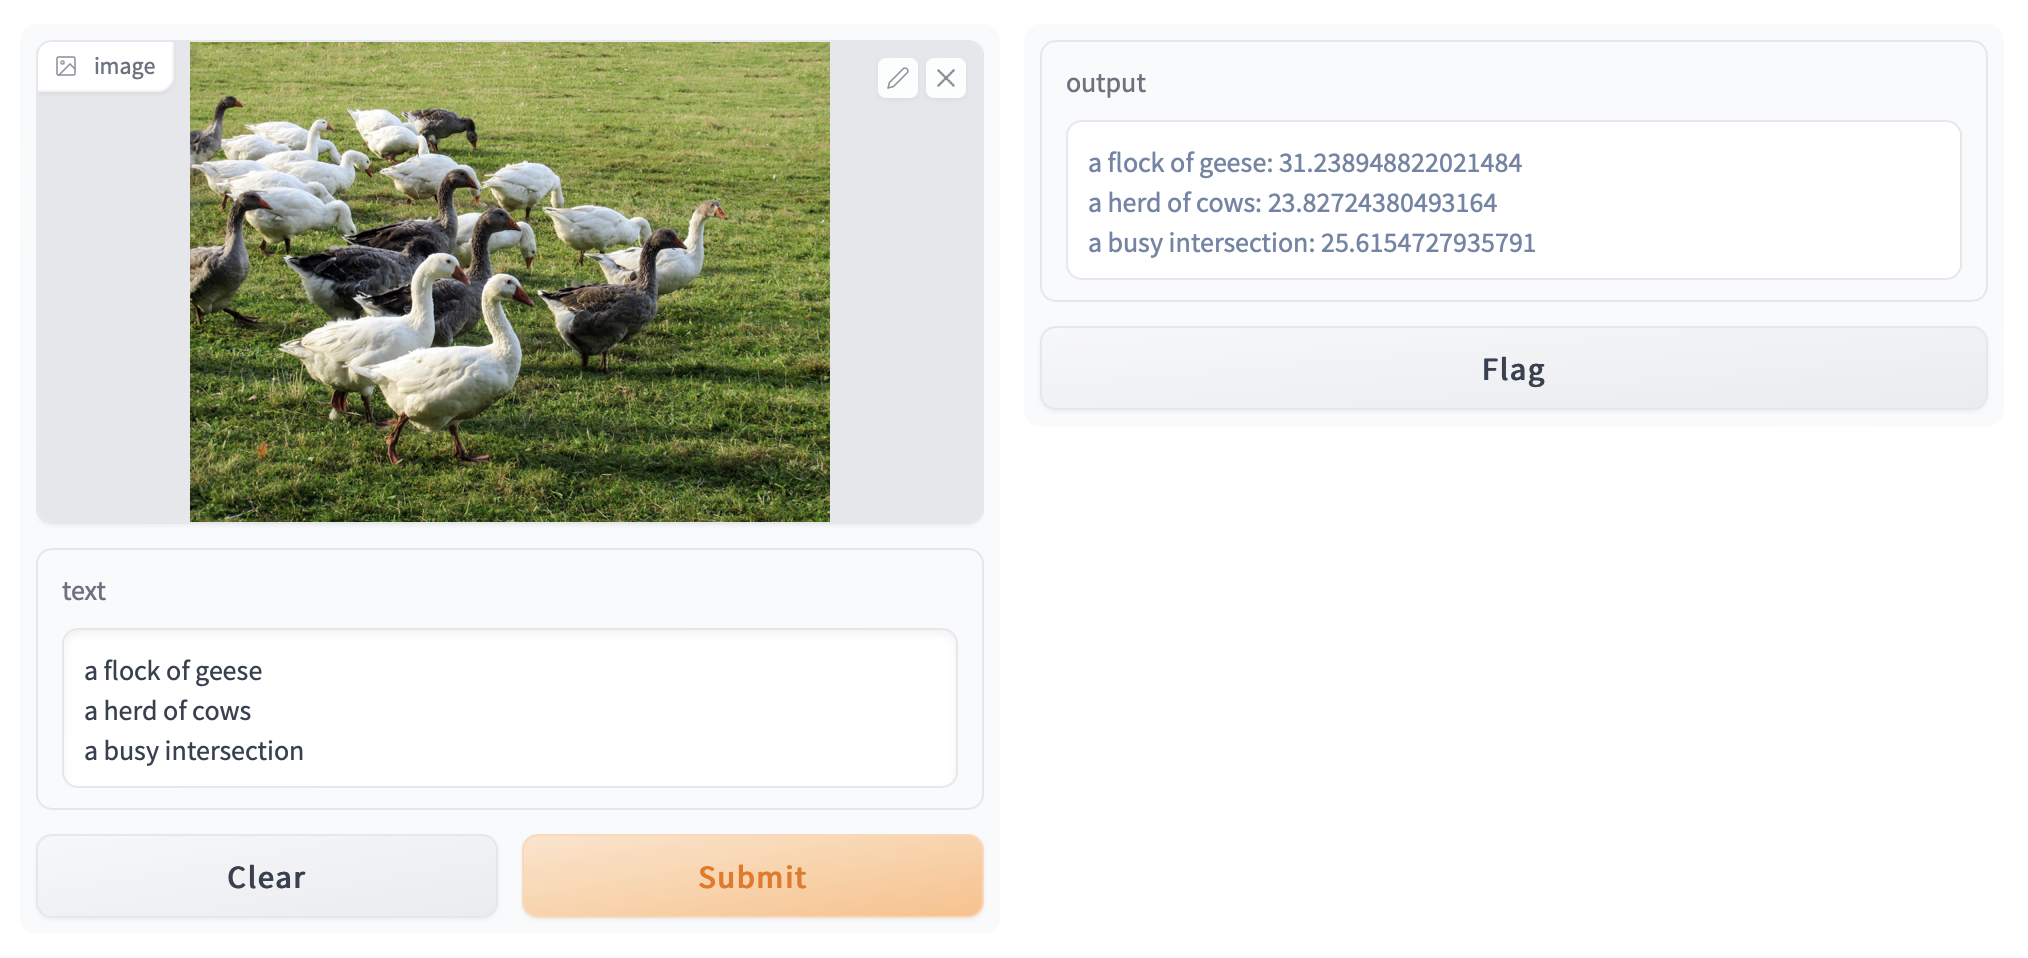 image
text
a flock of geese
a herd of cows
a busy intersection
Clear
Submit
output
a flock of geese: 31.238948822021484
a herd of cows: 23.82724380493164
a busy intersection: 25.6154727935791
Flag